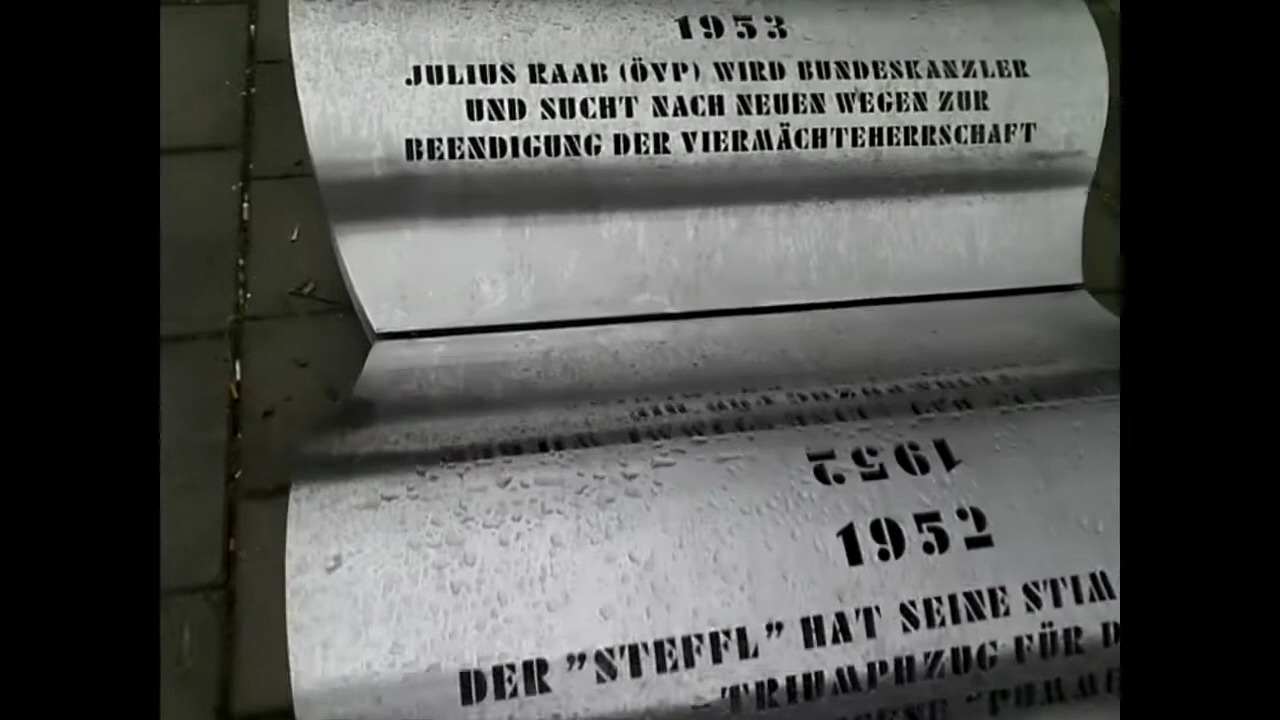 1953
JULIUS RAAB (ÖVP) WIRD BUNDESKANZLER
UND SUCHT NACH NEUEN WEGEN ZUR
BEENDIGUNG DER VIERMÄCHTEHERRSCHAFT
1952
1952
DER ”STEFFL” HAT SEINE STIM
TRIUMPHZUG FÜR D